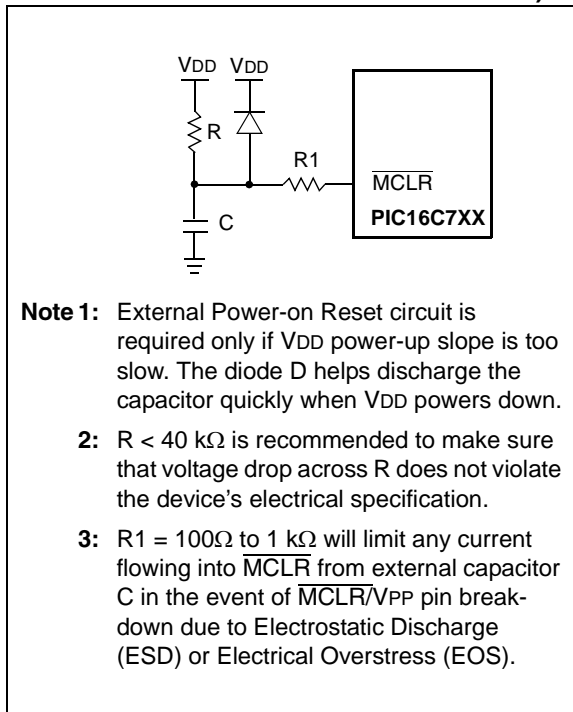 VDD VDD
R
R1
C
MCLR
PIC16C7XX
Note 1: External Power-on Reset circuit is
required only if VDD power-up slope is too
slow. The diode D helps discharge the
capacitor quickly when VDD powers down.
2: R < 40 kΩ is recommended to make sure
that voltage drop across R does not violate
the device's electrical specification.
3: R1 = 100Ω to 1 kΩ will limit any current
flowing into MCLR from external capacitor
C in the event of MCLR/VPP pin break-
down due to Electrostatic Discharge
(ESD) or Electrical Overstress (EOS).